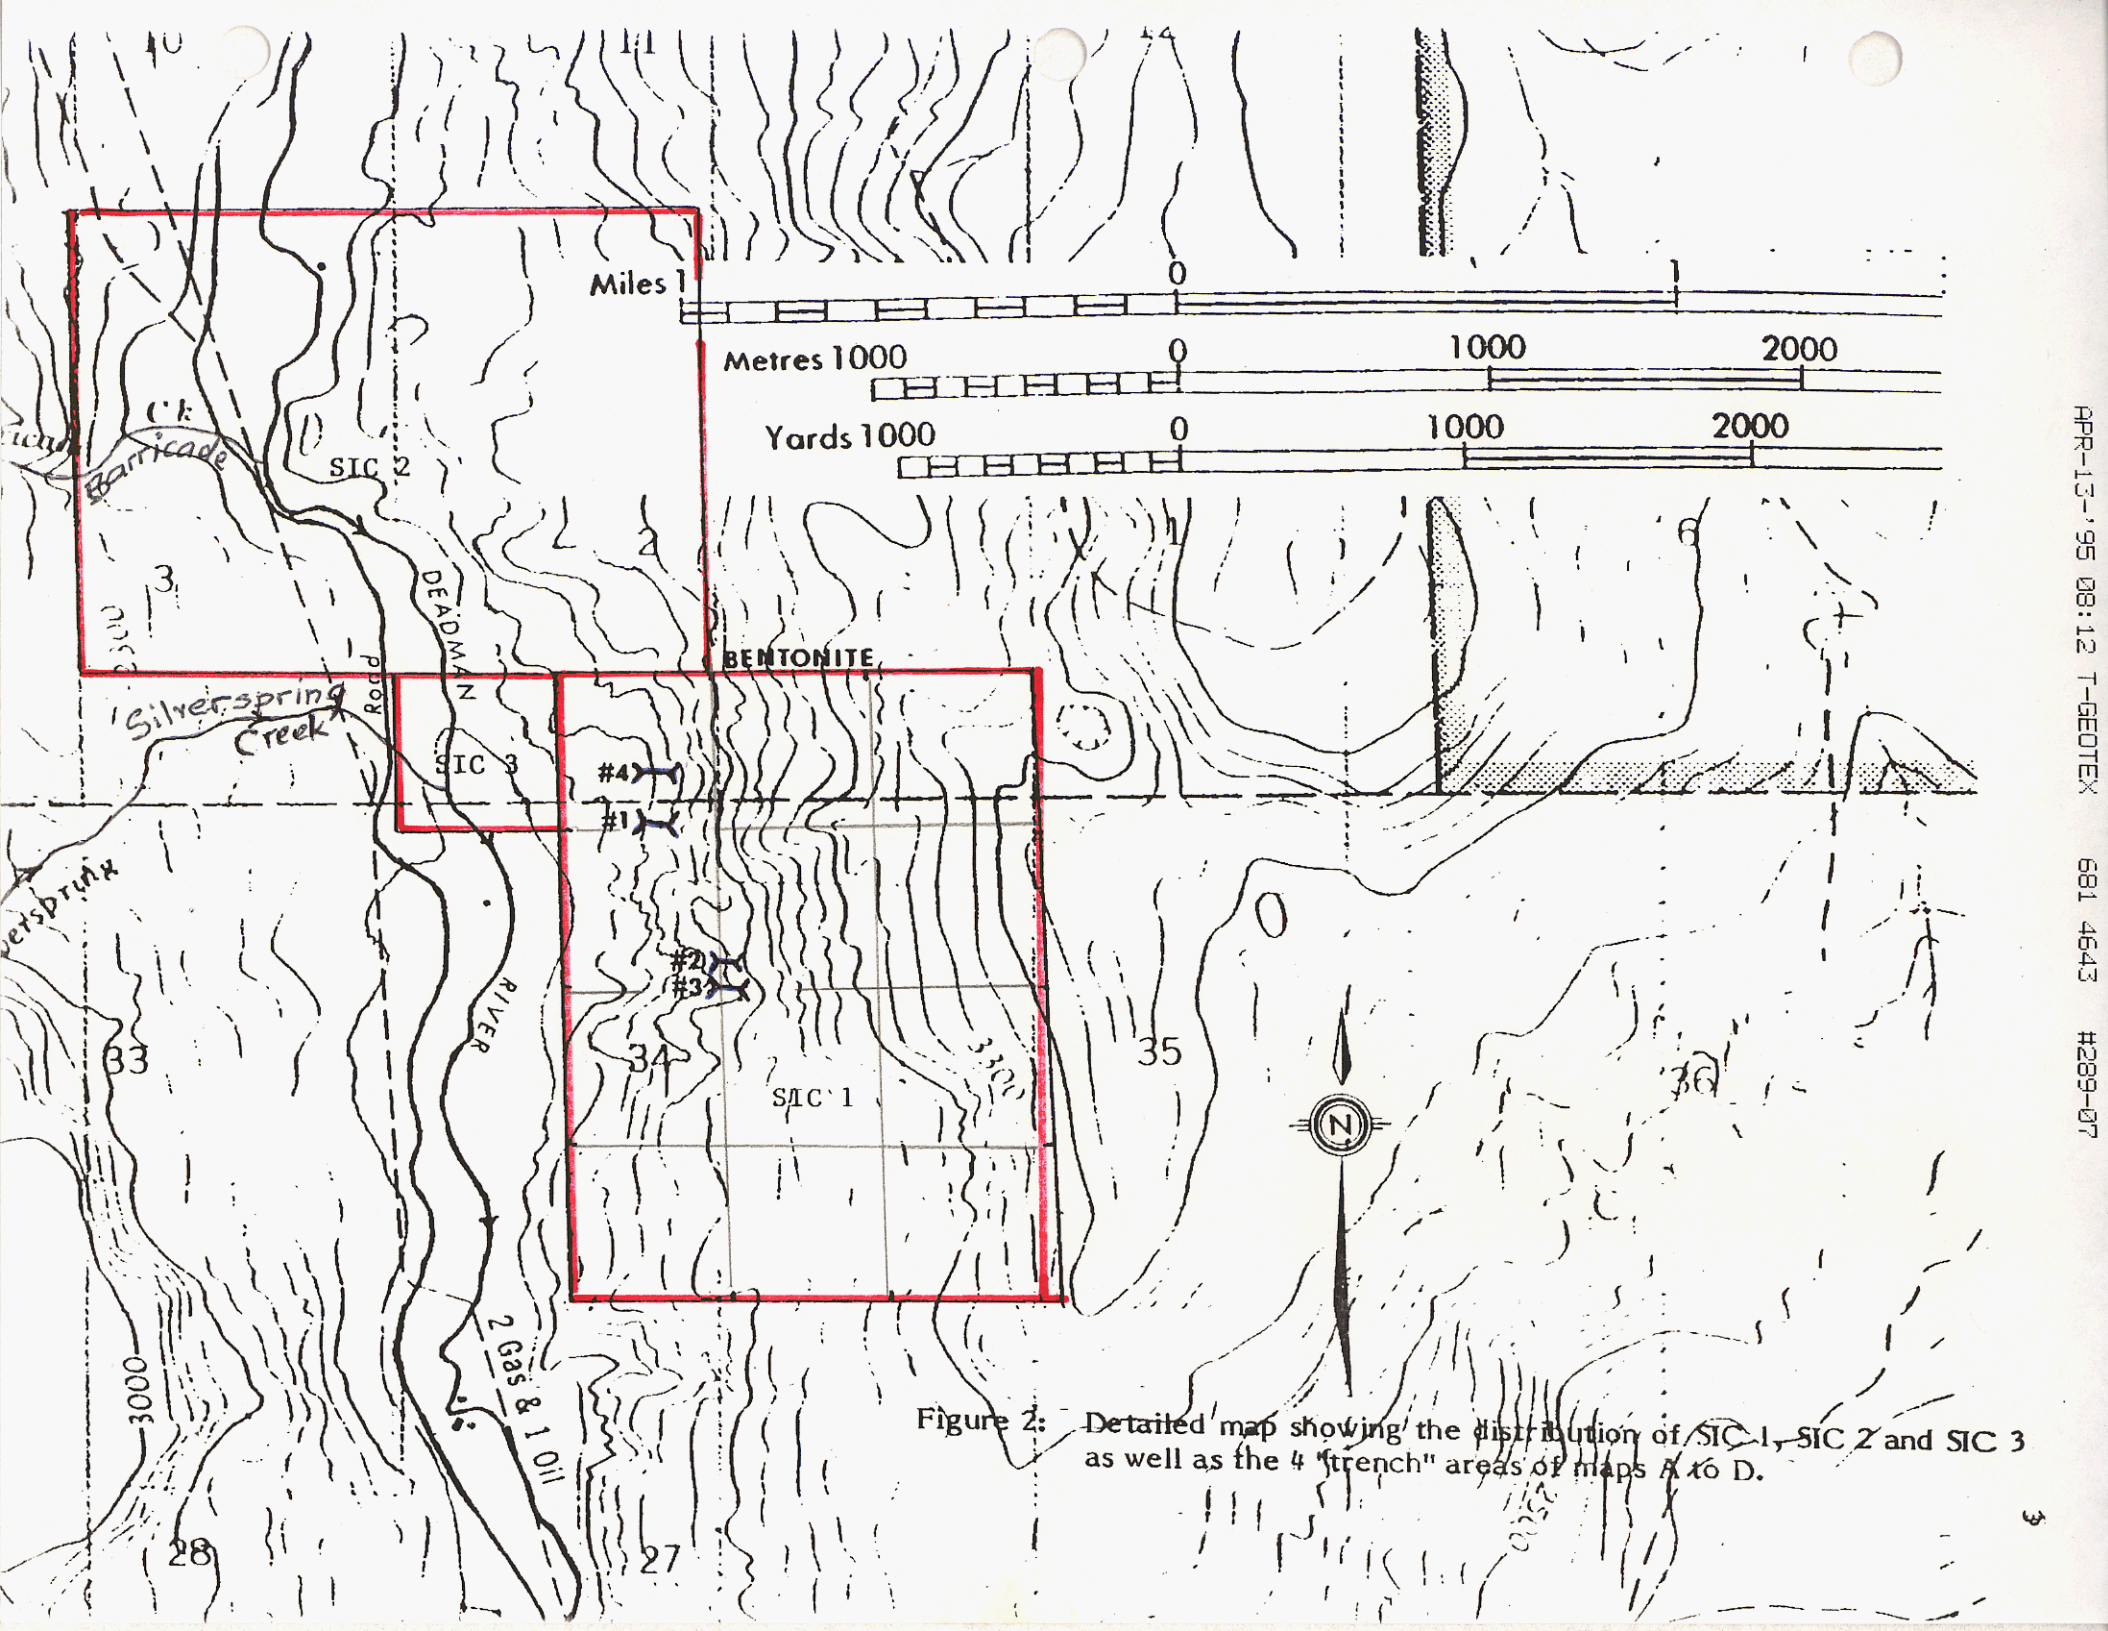 10
11
12
Miles 1 0 1
Metres 1000 0 1000 2000
Yards 1000 0 1000 2000
Ck
Barricade
SIC 2
2
1
6
3
DEADMAN
Road
BENTONITE
Silverspring
Creek
SIC 3
#4
#1
#2
#3
RIVER
33
34
35
36
SIC 1
3300
N
3000
2 Gas & 1 Oil
Figure 2: Detailed map showing the distribution of SIC 1, SIC 2 and SIC 3
as well as the 4 "trench" areas of maps A to D.
28
27
3
APR-13-'95 08:12 T-GEOTEX 681 4643 #289-07